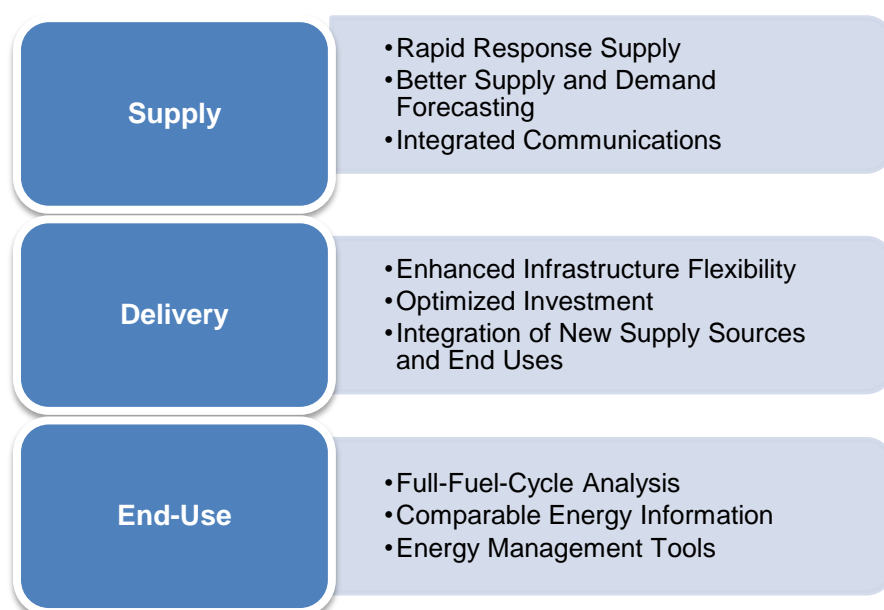 Supply
•Rapid Response Supply
•Better Supply and Demand
Forecasting
•Integrated Communications
Delivery
•Enhanced Infrastructure Flexibility
•Optimized Investment
•Integration of New Supply Sources
and End Uses
End-Use
•Full-Fuel-Cycle Analysis
•Comparable Energy Information
•Energy Management Tools